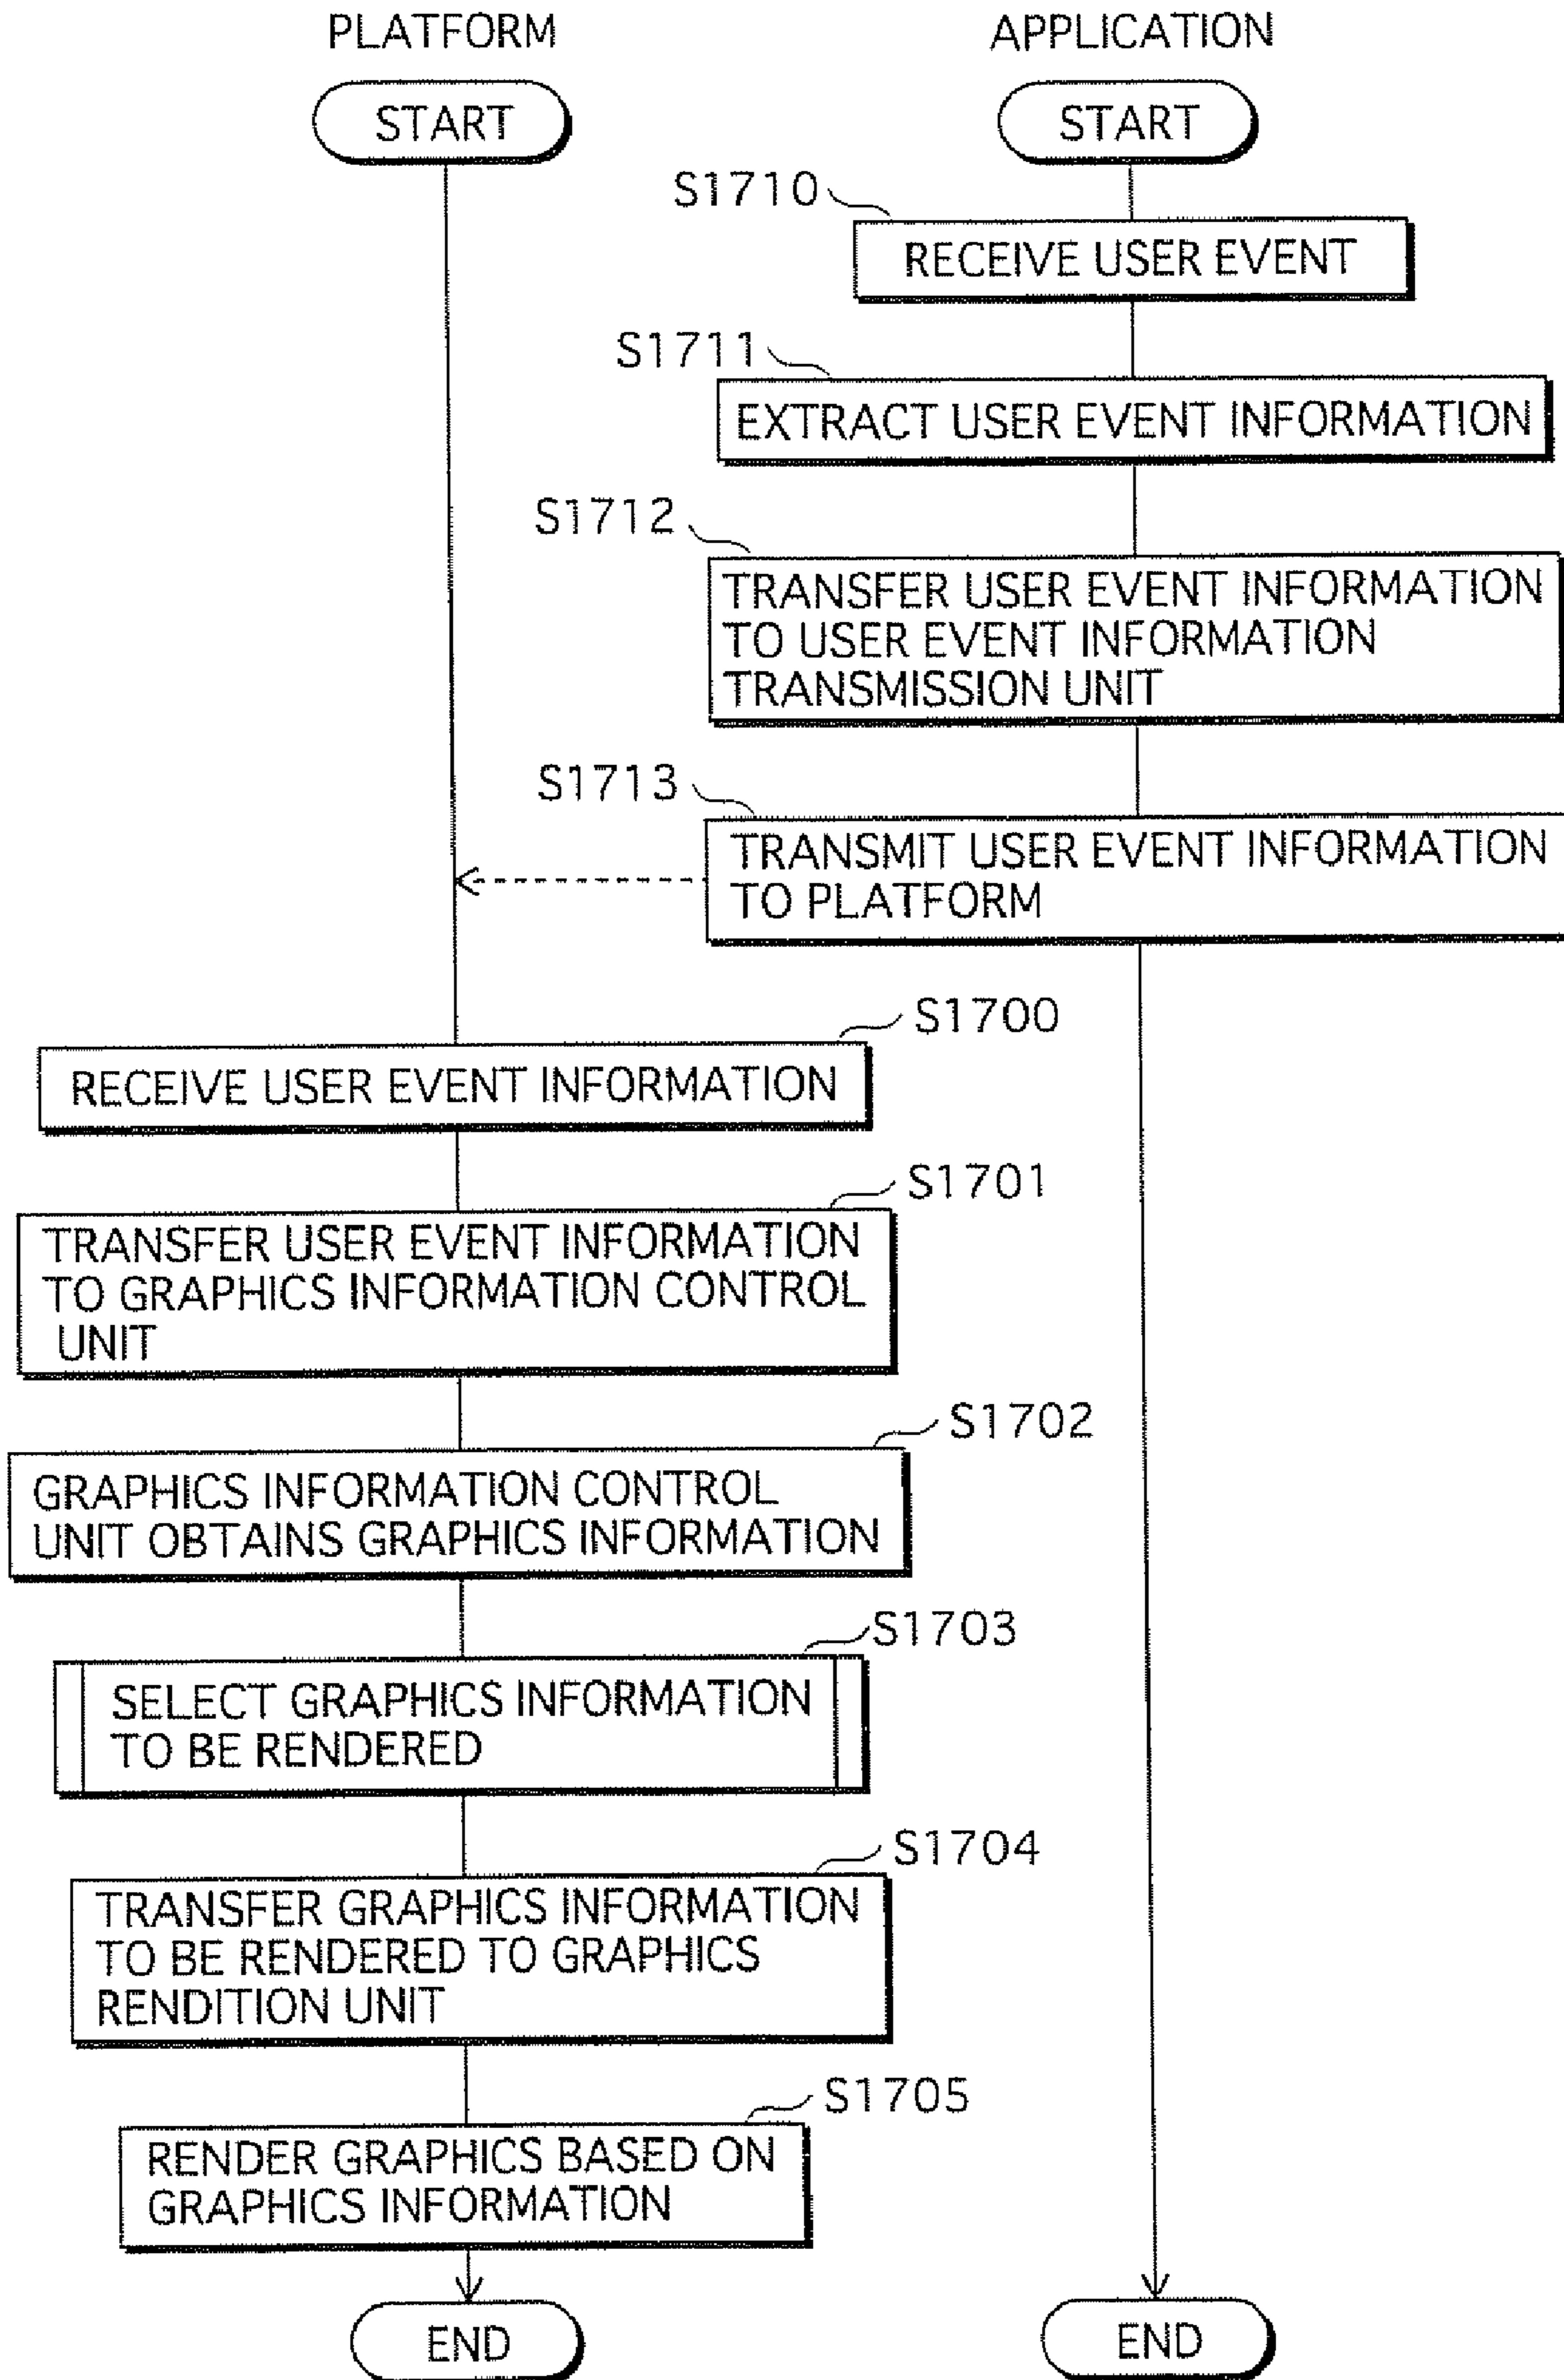 PLATFORM
APPLICATION
START
START
S1710
RECEIVE USER EVENT
S1711
EXTRACT USER EVENT INFORMATION
S1712
TRANSFER USER EVENT INFORMATION
TO USER EVENT INFORMATION
TRANSMISSION UNIT
S1713
TRANSMIT USER EVENT INFORMATION
TO PLATFORM
S1700
RECEIVE USER EVENT INFORMATION
S1701
TRANSFER USER EVENT INFORMATION
TO GRAPHICS INFORMATION CONTROL
UNIT
S1702
GRAPHICS INFORMATION CONTROL
UNIT OBTAINS GRAPHICS INFORMATION
S1703
SELECT GRAPHICS INFORMATION
TO BE RENDERED
S1704
TRANSFER GRAPHICS INFORMATION
TO BE RENDERED TO GRAPHICS
RENDITION UNIT
S1705
RENDER GRAPHICS BASED ON
GRAPHICS INFORMATION
END
END